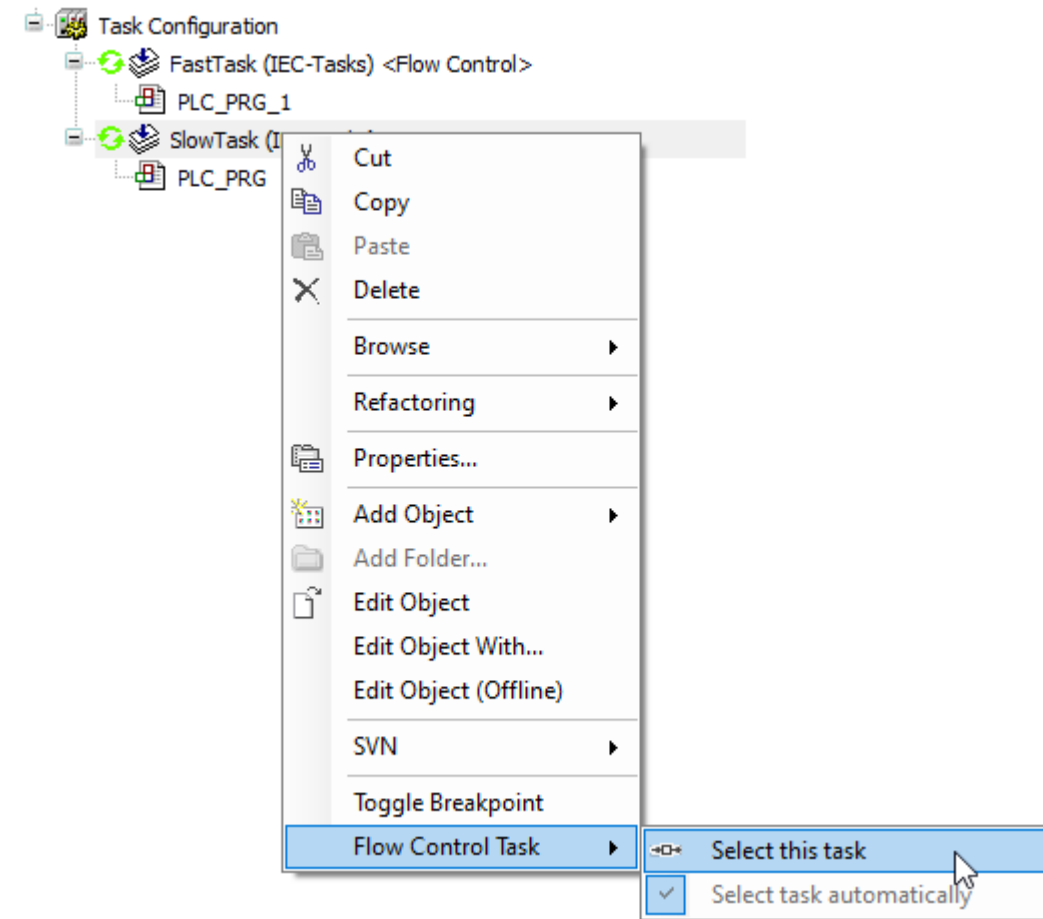 Task Configuration
FastTask (IEC-Tasks) <Flow Control>
PLC_PRG_1
SlowTask
PLC_PRG
Cut
Copy
Paste
Delete
Browse
Refactoring
Properties...
Add Object
Add Folder...
Edit Object
Edit Object With...
Edit Object (Offline)
SVN
Toggle Breakpoint
Flow Control Task
Select this task
Select task automatically